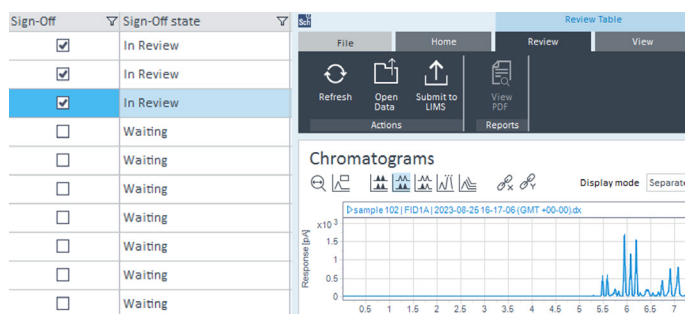 Sign-Off Sign-Off state
In Review
In Review
In Review
Waiting
Waiting
Waiting
Waiting
Waiting
Waiting
Waiting
Sch
Review Table
File Home Review View
Refresh
Open Data
Submit to LIMS
View PDF
Actions
Reports
Chromatograms
Display mode Separate
sample 102 | FID1A | 2023-08-25 16-17-06 (GMT +00-00).dx
x10 3
Response [pA]
1.5
1
0.5
0
0.5 1 1.5 2 2.5 3 3.5 4 4.5 5 5.5 6 6.5 7